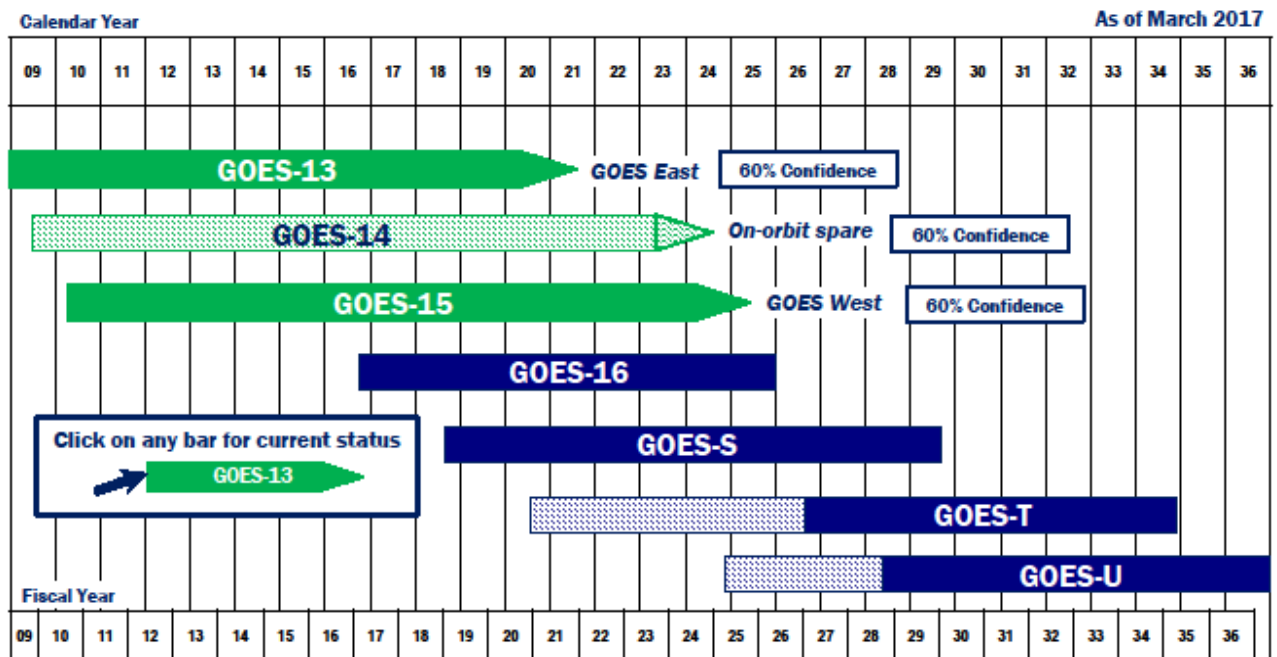 Calendar Year
As of March 2017
09 10 11 12 13 14 15 16 17 18 19 20 21 22 23 24 25 26 27 28 29 30 31 32 33 34 35 36
GOES-13 GOES East 60% Confidence
GOES-14 On-orbit spare 60% Confidence
GOES-15 GOES West 60% Confidence
GOES-16
Click on any bar for current status
GOES-13
GOES-S
GOES-T
GOES-U
Fiscal Year
09 10 11 12 13 14 15 16 17 18 19 20 21 22 23 24 25 26 27 28 29 30 31 32 33 34 35 36